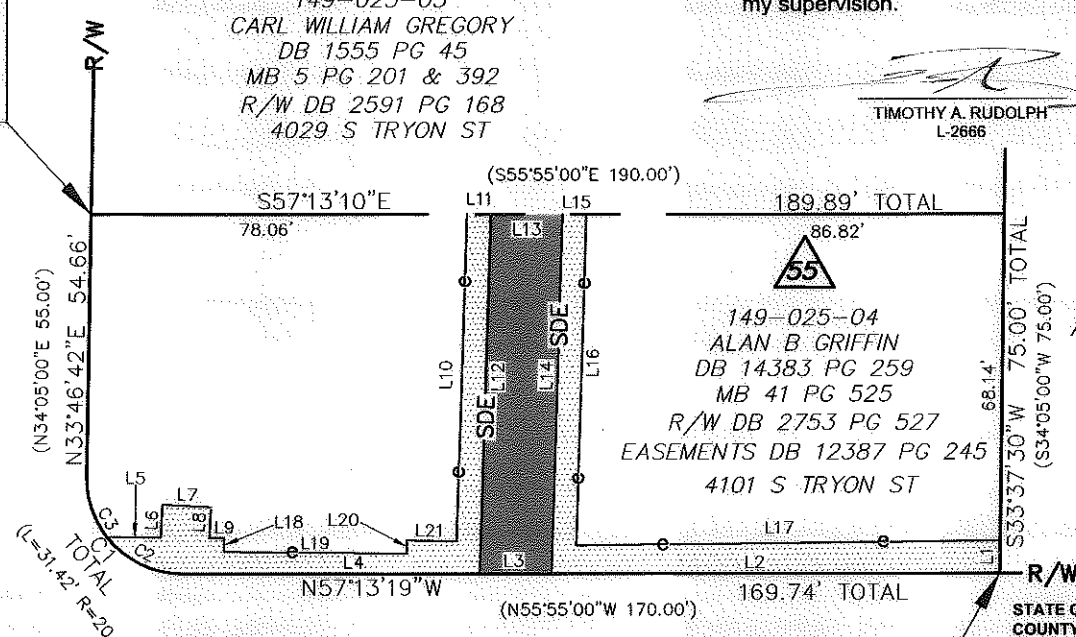 149-025-03
CARL WILLIAM GREGORY
DB 1555 PG 45
MB 5 PG 201 & 392
R/W DB 2591 PG 168
4029 S TRYON ST
my supervision.
TIMOTHY A. RUDOLPH
L-2666
R/W
(S55°55'00"E 190.00')
S57°13'10"E
L11
L15
189.89' TOTAL
78.06'
L13
86.82'
55
(N34°05'00"E 55.00')
N33°46'42"E 54.66'
L10
L12
SDE
L14
SDE
L16
e
e
e
e
149-025-04
ALAN B GRIFFIN
DB 14383 PG 259
MB 41 PG 525
R/W DB 2753 PG 527
EASEMENTS DB 12387 PG 245
4101 S TRYON ST
68.14'
S33°37'30"W 75.00' TOTAL
(S34°05'00"W 75.00')
L5
L6
L7
L8
L9
L18
L20
L21
L19
e
L4
L17
e
e
L3
L2
L1
C3
C2
C1
TOTAL
(L=31.42' R=20
N57°13'19"W
169.74' TOTAL
(N55°55'00"W 170.00')
R/W
STATE O
COUNTY